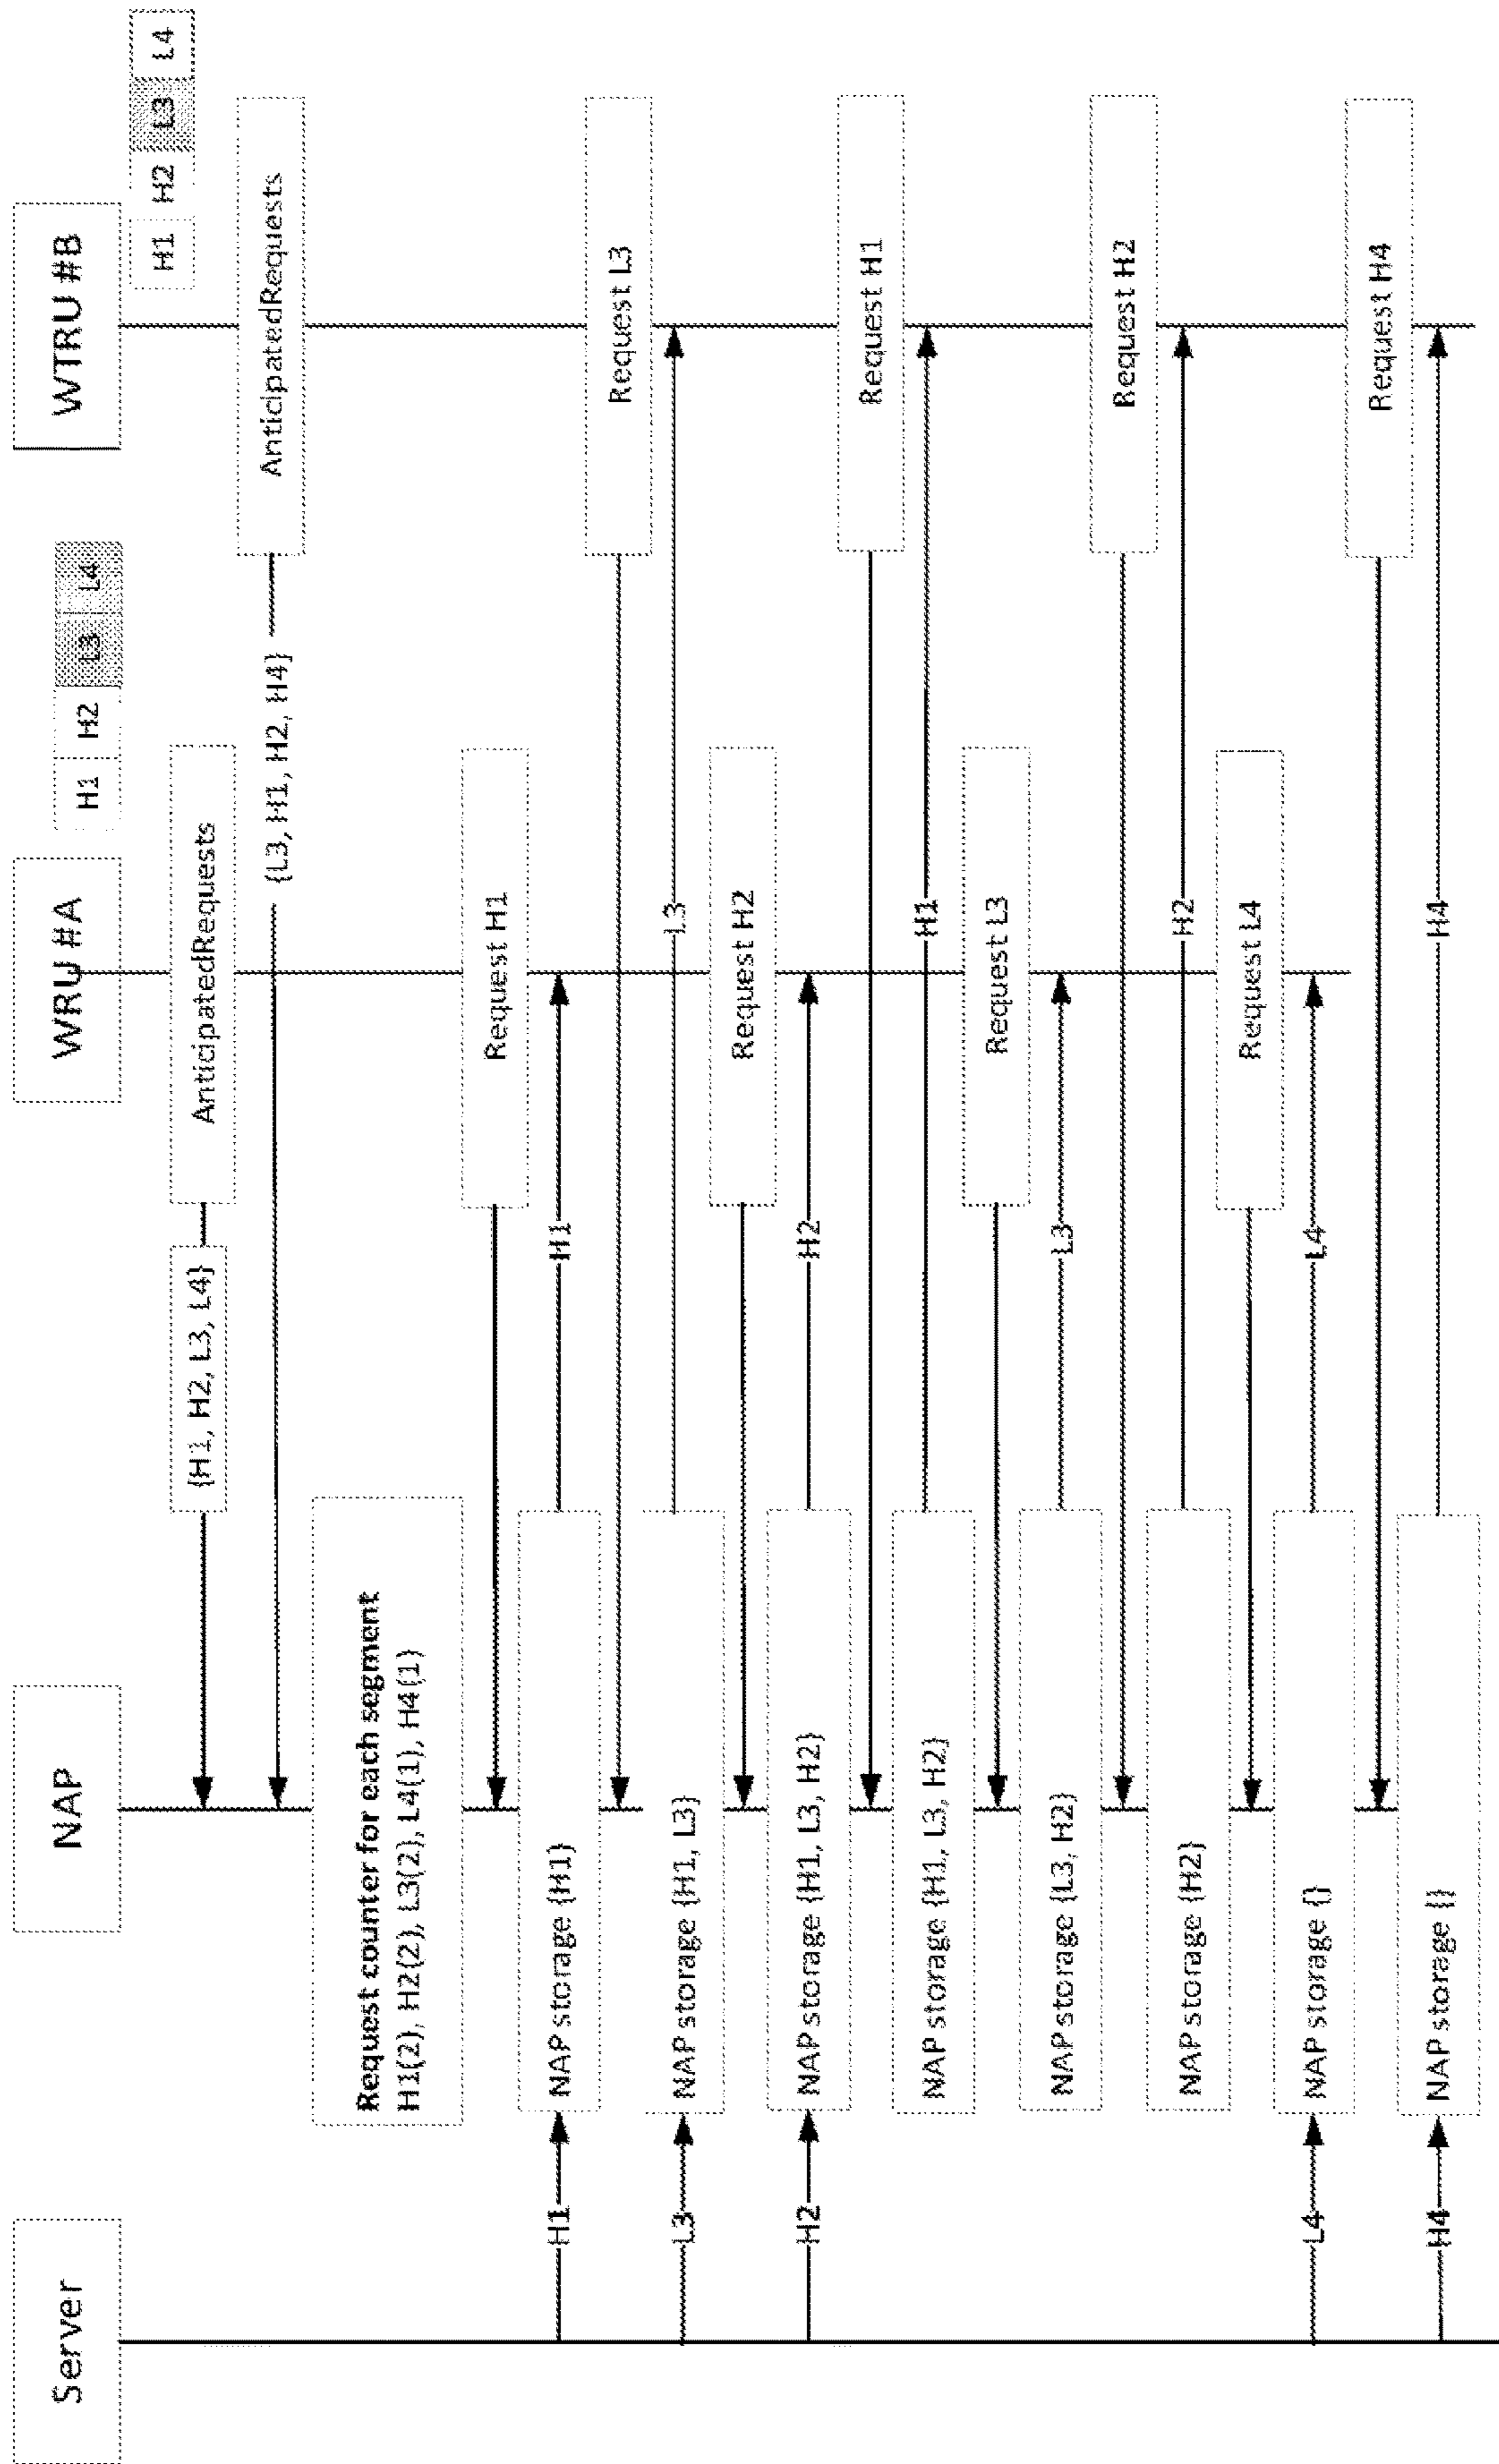 Server
NAP
WRU #A
WTRU #B
H1 H2 L3 L4
H1 H2 L3 L4
{H1, H2, L3, L4}
AnticipatedRequests
{L3, H1, H2, H4}
AnticipatedRequests
Request counter for each segment
H1(2), H2(2), L3(2), L4(1), H4(1)
Request H1
H1
NAP storage {H1}
H1
Request L3
L3
NAP storage {H1, L3}
L3
Request H2
H2
NAP storage {H1, L3, H2}
H2
Request H1
NAP storage {H1, L3, H2}
H1
Request L3
NAP storage {L3, H2}
L3
Request H2
NAP storage {H2}
H2
Request L4
L4
NAP storage {}
L4
Request H4
H4
NAP storage {}
H4